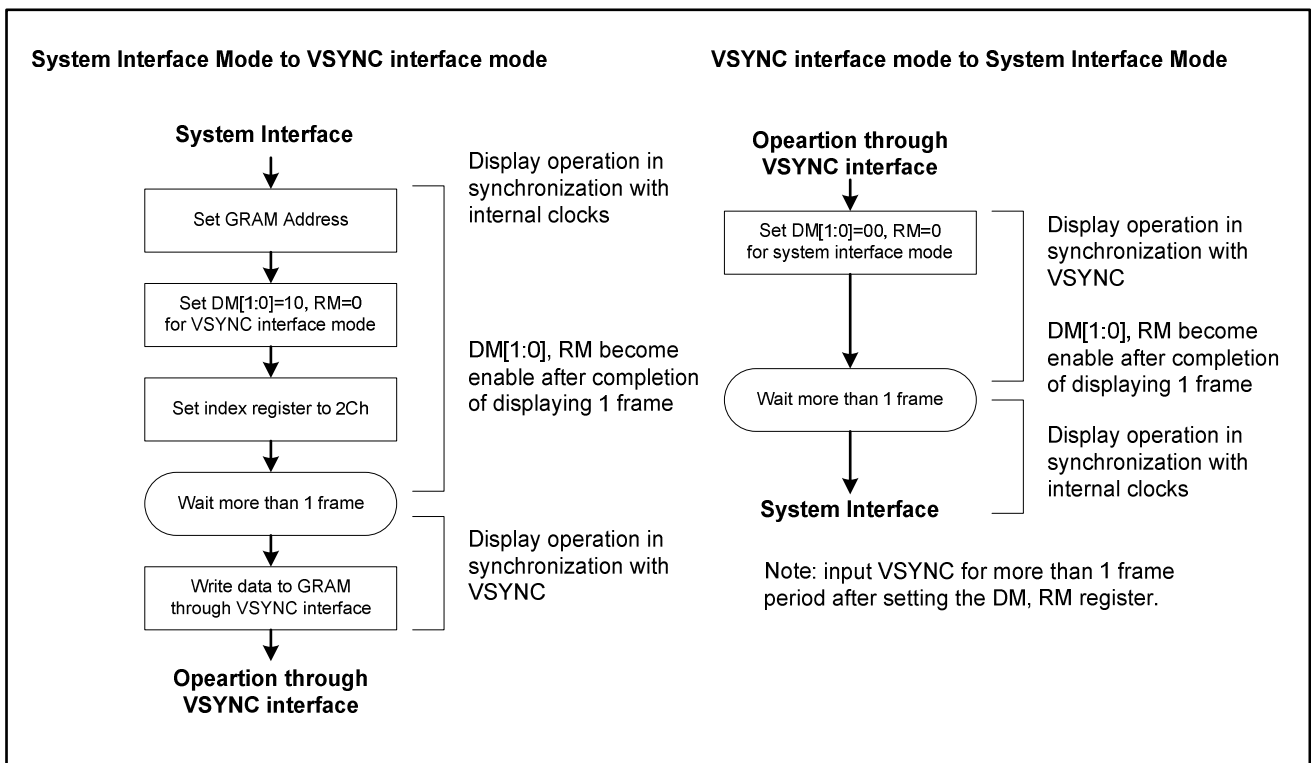 System Interface Mode to VSYNC interface mode
System Interface
Set GRAM Address
Set DM[1:0]=10, RM=0
for VSYNC interface mode
Set index register to 2Ch
Wait more than 1 frame
Write data to GRAM
through VSYNC interface
Opeartion through
VSYNC interface
Display operation in
synchronization with
internal clocks
DM[1:0], RM become
enable after completion
of displaying 1 frame
Display operation in
synchronization with
VSYNC
VSYNC interface mode to System Interface Mode
Opeartion through
VSYNC interface
Set DM[1:0]=00, RM=0
for system interface mode
Wait more than 1 frame
System Interface
Display operation in
synchronization with
VSYNC
DM[1:0], RM become
enable after completion
of displaying 1 frame
Display operation in
synchronization with
internal clocks
Note: input VSYNC for more than 1 frame
period after setting the DM, RM register.